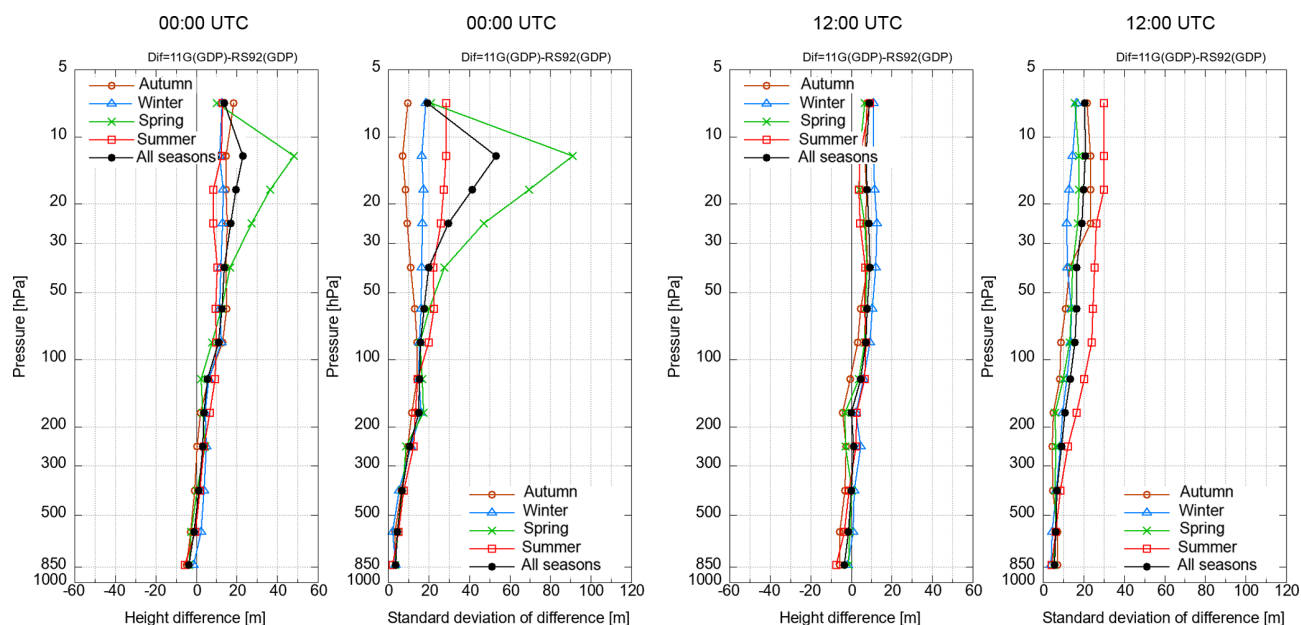 00:00 UTC
Dif=11G(GDP)-RS92(GDP)
5
10
20
30
50
100
200
300
500
850
1000
Pressure [hPa]
Autumn
Winter
Spring
Summer
All seasons
-60 -40 -20 0 20 40 60
Height difference [m]
00:00 UTC
Dif=11G(GDP)-RS92(GDP)
5
10
20
30
50
100
200
300
500
850
1000
Pressure [hPa]
Autumn
Winter
Spring
Summer
All seasons
0 20 40 60 80 100 120
Standard deviation of difference [m]
12:00 UTC
Dif=11G(GDP)-RS92(GDP)
5
10
20
30
50
100
200
300
500
850
1000
Pressure [hPa]
Autumn
Winter
Spring
Summer
All seasons
-60 -40 -20 0 20 40 60
Height difference [m]
12:00 UTC
Dif=11G(GDP)-RS92(GDP)
5
10
20
30
50
100
200
300
500
850
1000
Pressure [hPa]
Autumn
Winter
Spring
Summer
All seasons
0 20 40 60 80 100 120
Standard deviation of difference [m]